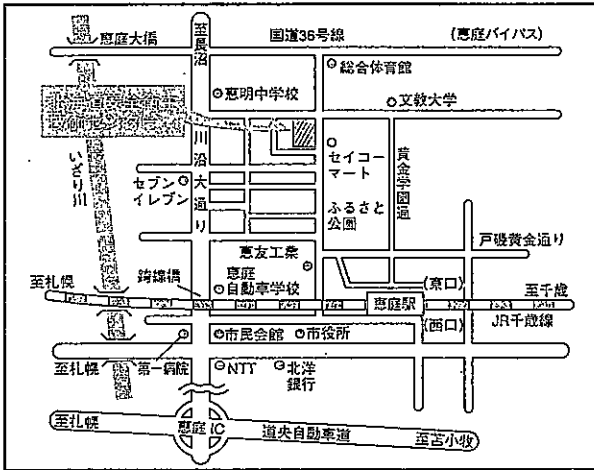 恵庭大橋
至長沼
国道36号線
(恵庭バイパス)
総合体育館
恵明中学校
文教大学
いざり川
川沿大通り
セブン
イレブン
セイコー
マート
黄金学園通
ふるさと
公園
戸磯黄金通り
恵友工業
恵庭
自動車学校
跨線橋
至札幌
(東口)
恵庭駅
至千歳
(西口)
JR千歳線
市民会館
市役所
至札幌
第一病院
NTT
北洋
銀行
至札幌
恵庭IC
道央自動車道
至苫小牧